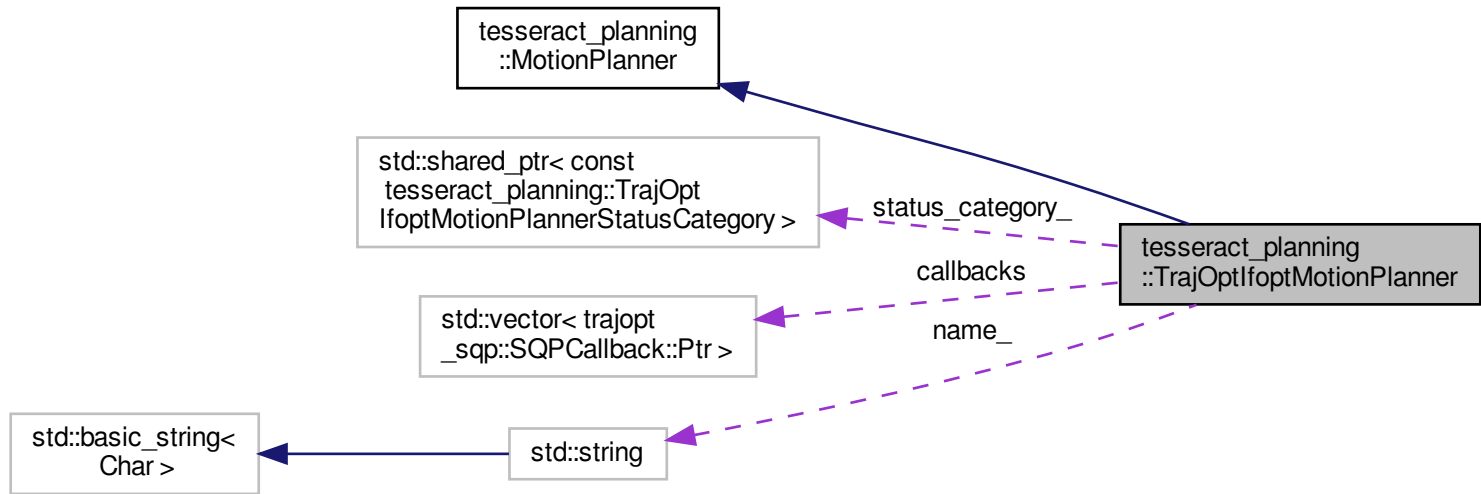 tesseract_planning
::MotionPlanner
std::shared_ptr< const
tesseract_planning::TrajOpt
IfoptMotionPlannerStatusCategory >
status_category_
tesseract_planning
::TrajOptIfoptMotionPlanner
callbacks
std::vector< trajopt
_sqp::SQPCallback::Ptr >
name_
std::basic_string<
Char >
std::string